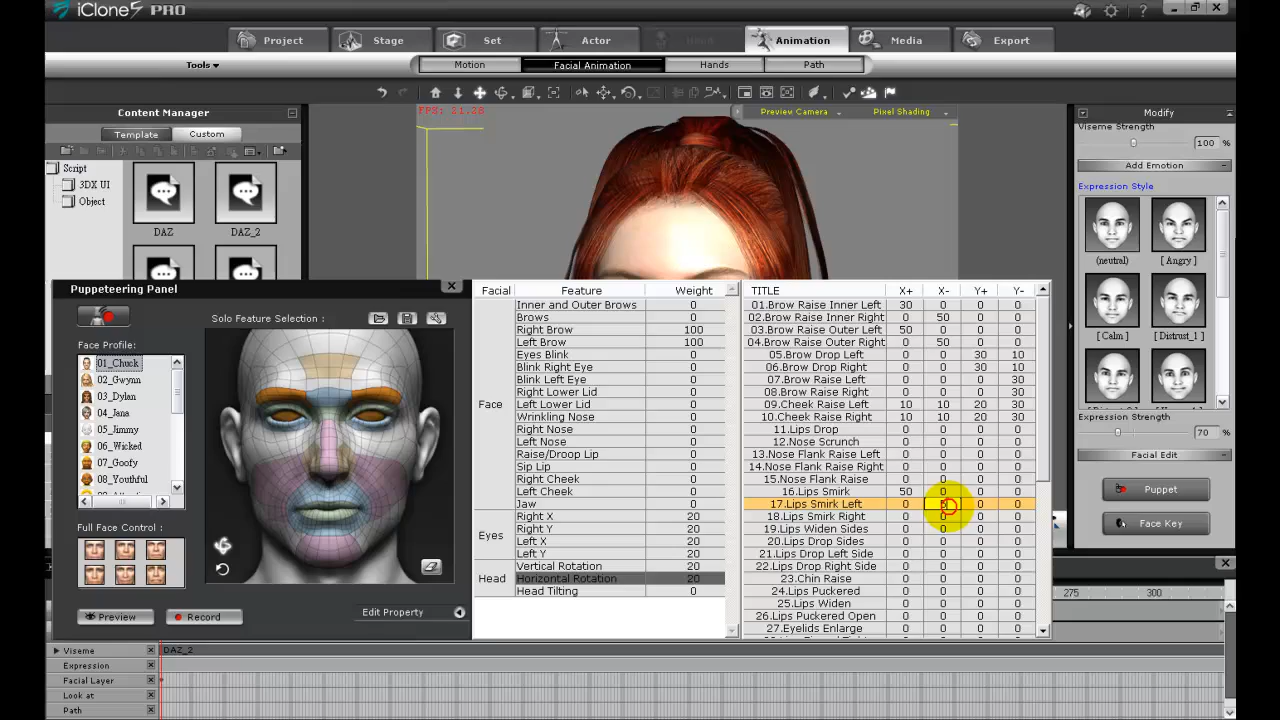 iClone5 PRO
Project
Stage
Set
Actor
Animation
Media
Export
Tools
Motion
Facial Animation
Hands
Path
Content Manager
FPS: 21.28
Preview Camera
Pixel Shading
Modify
Template
Custom
Script
3DX UI
Object
DAZ
DAZ_2
Viseme Strength
100 %
Add Emotion
Expression Style
(neutral)
[ Angry ]
[ Calm ]
[ Distrust_1 ]
Expression Strength
70 %
Facial Edit
Puppet
Face Key
Puppeteering Panel
Solo Feature Selection :
Face Profile:
01_Chuck
02_Gwynn
03_Dylan
04_Jana
05_Jimmy
06_Wicked
07_Goofy
08_Youthful
Full Face Control :
Preview
Record
Edit Property
Facial Feature Weight
Face
Inner and Outer Brows 0
Brows 0
Right Brow 100
Left Brow 100
Eyes Blink 0
Blink Right Eye 0
Blink Left Eye 0
Right Lower Lid 0
Left Lower Lid 0
Wrinkling Nose 0
Right Nose 0
Left Nose 0
Raise/Droop Lip 0
Sip Lip 0
Right Cheek 0
Left Cheek 0
Jaw 0
Eyes
Right X 20
Right Y 20
Left X 20
Left Y 20
Head
Vertical Rotation 20
Horizontal Rotation 20
Head Tilting 0
TITLE X+ X- Y+ Y-
01.Brow Raise Inner Left 30 0 0 0
02.Brow Raise Inner Right 0 50 0 0
03.Brow Raise Outer Left 50 0 0 0
04.Brow Raise Outer Right 0 50 0 0
05.Brow Drop Left 0 0 30 10
06.Brow Drop Right 0 0 30 10
07.Brow Raise Left 0 0 0 30
08.Brow Raise Right 0 0 0 30
09.Cheek Raise Left 10 10 20 30
10.Cheek Raise Right 10 10 20 30
11.Lips Drop 0 0 0 0
12.Nose Scrunch 0 0 0 0
13.Nose Flank Raise Left 0 0 0 0
14.Nose Flank Raise Right 0 0 0 0
15.Nose Flank Raise 0 0 0 0
16.Lips Smirk 50 0 0 0
17.Lips Smirk Left 0 0 0
18.Lips Smirk Right 0 0 0 0
19.Lips Widen Sides 0 0 0 0
20.Lips Drop Sides 0 0 0 0
21.Lips Drop Left Side 0 0 0 0
22.Lips Drop Right Side 0 0 0 0
23.Chin Raise 0 0 0 0
24.Lips Puckered 0 0 0 0
25.Lips Widen 0 0 0 0
26.Lips Puckered Open 0 0 0 0
27.Eyelids Enlarge 0 0 0 0
275
300
Viseme
DAZ_2
Expression
Facial Layer
Look at
Path